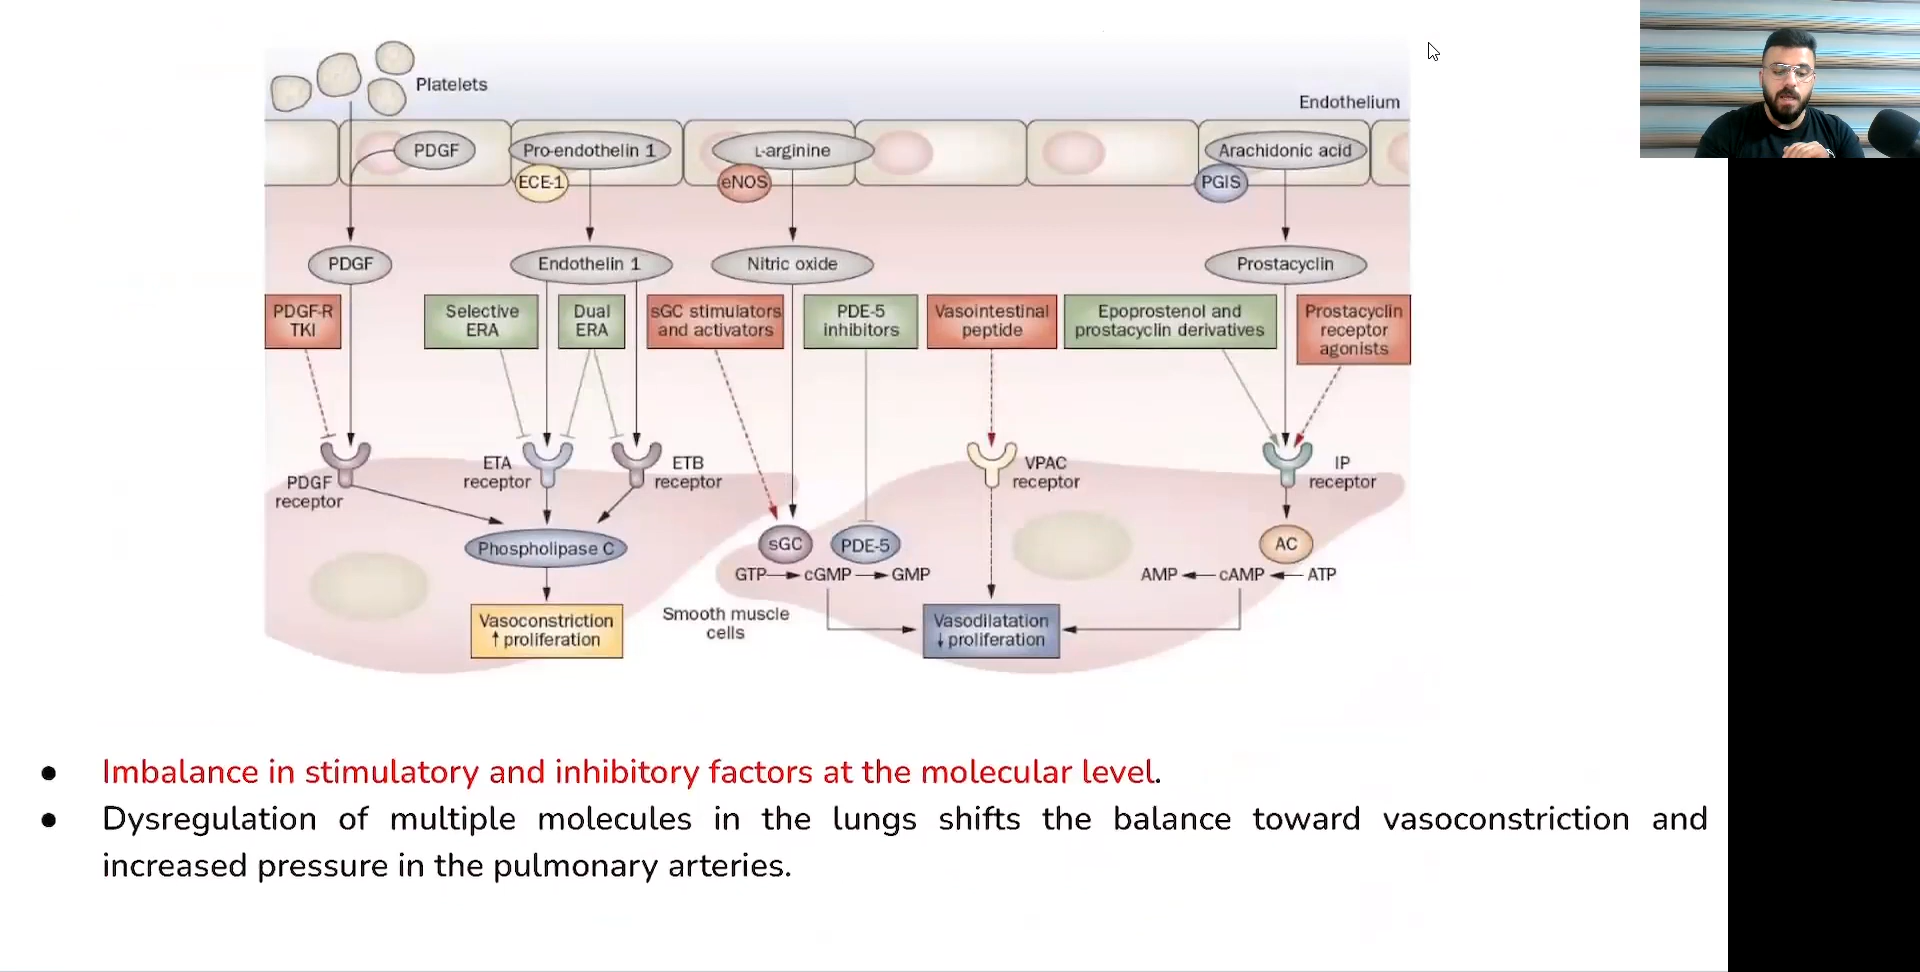 Platelets
Endothelium
PDGF
Pro-endothelin 1
L-arginine
Arachidonic acid
ECE-1
eNOS
PGIS
PDGF
Endothelin 1
Nitric oxide
Prostacyclin
PDGF-R
TKI
Selective
ERA
Dual
ERA
sGC stimulators
and activators
PDE-5
inhibitors
Vasointestinal
peptide
Epoprostenol and
prostacyclin derivatives
Prostacyclin
receptor
agonists
PDGF
receptor
ETA
receptor
ETB
receptor
VPAC
receptor
IP
receptor
Phospholipase C
sGC
PDE-5
AC
GTP → cGMP → GMP
AMP ← cAMP ← ATP
Vasoconstriction
↑ proliferation
Smooth muscle
cells
Vasodilatation
↓ proliferation
● Imbalance in stimulatory and inhibitory factors at the molecular level.
● Dysregulation of multiple molecules in the lungs shifts the balance toward vasoconstriction and
increased pressure in the pulmonary arteries.